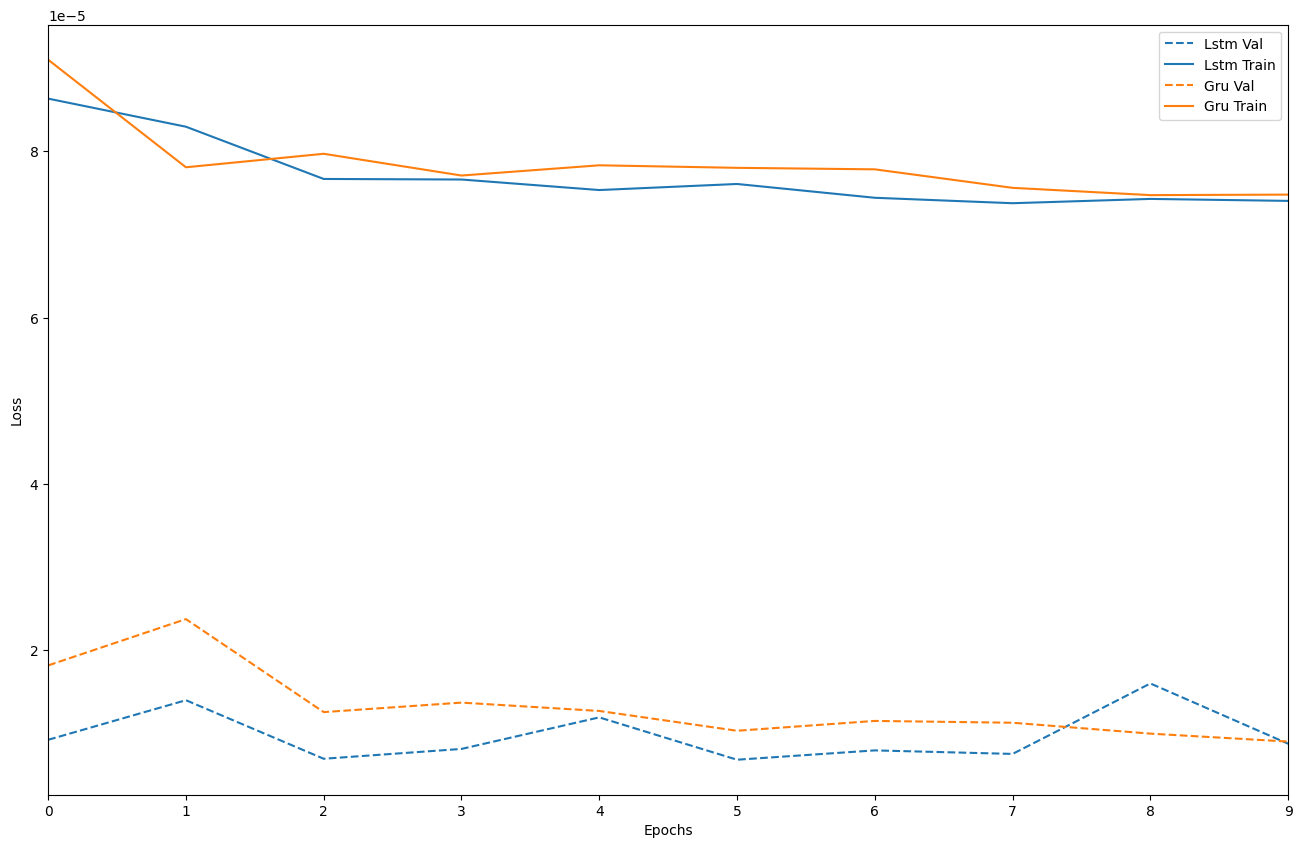 1e−5
Lstm Val
Lstm Train
Gru Val
Gru Train
8
6
4
2
Loss
0 1 2 3 4 5 6 7 8 9
Epochs